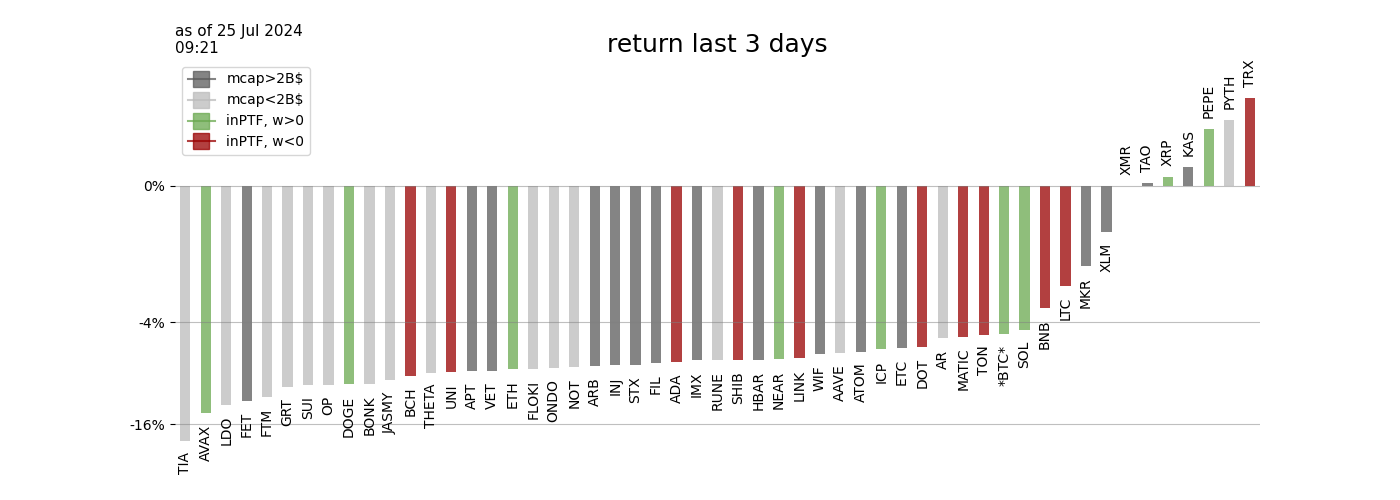 as of 25 Jul 2024
09:21
return last 3 days
mcap>2B$
mcap<2B$
inPTF, w>0
inPTF, w<0
0%
-4%
-16%
TIA
AVAX
LDO
FET
FTM
GRT
SUI
OP
DOGE
BONK
JASMY
BCH
THETA
UNI
APT
VET
ETH
FLOKI
ONDO
NOT
ARB
INJ
STX
FIL
ADA
IMX
RUNE
SHIB
HBAR
NEAR
LINK
WIF
AAVE
ATOM
ICP
ETC
DOT
AR
MATIC
TON
*BTC*
SOL
BNB
LTC
MKR
XLM
XMR
TAO
XRP
KAS
PEPE
PYTH
TRX